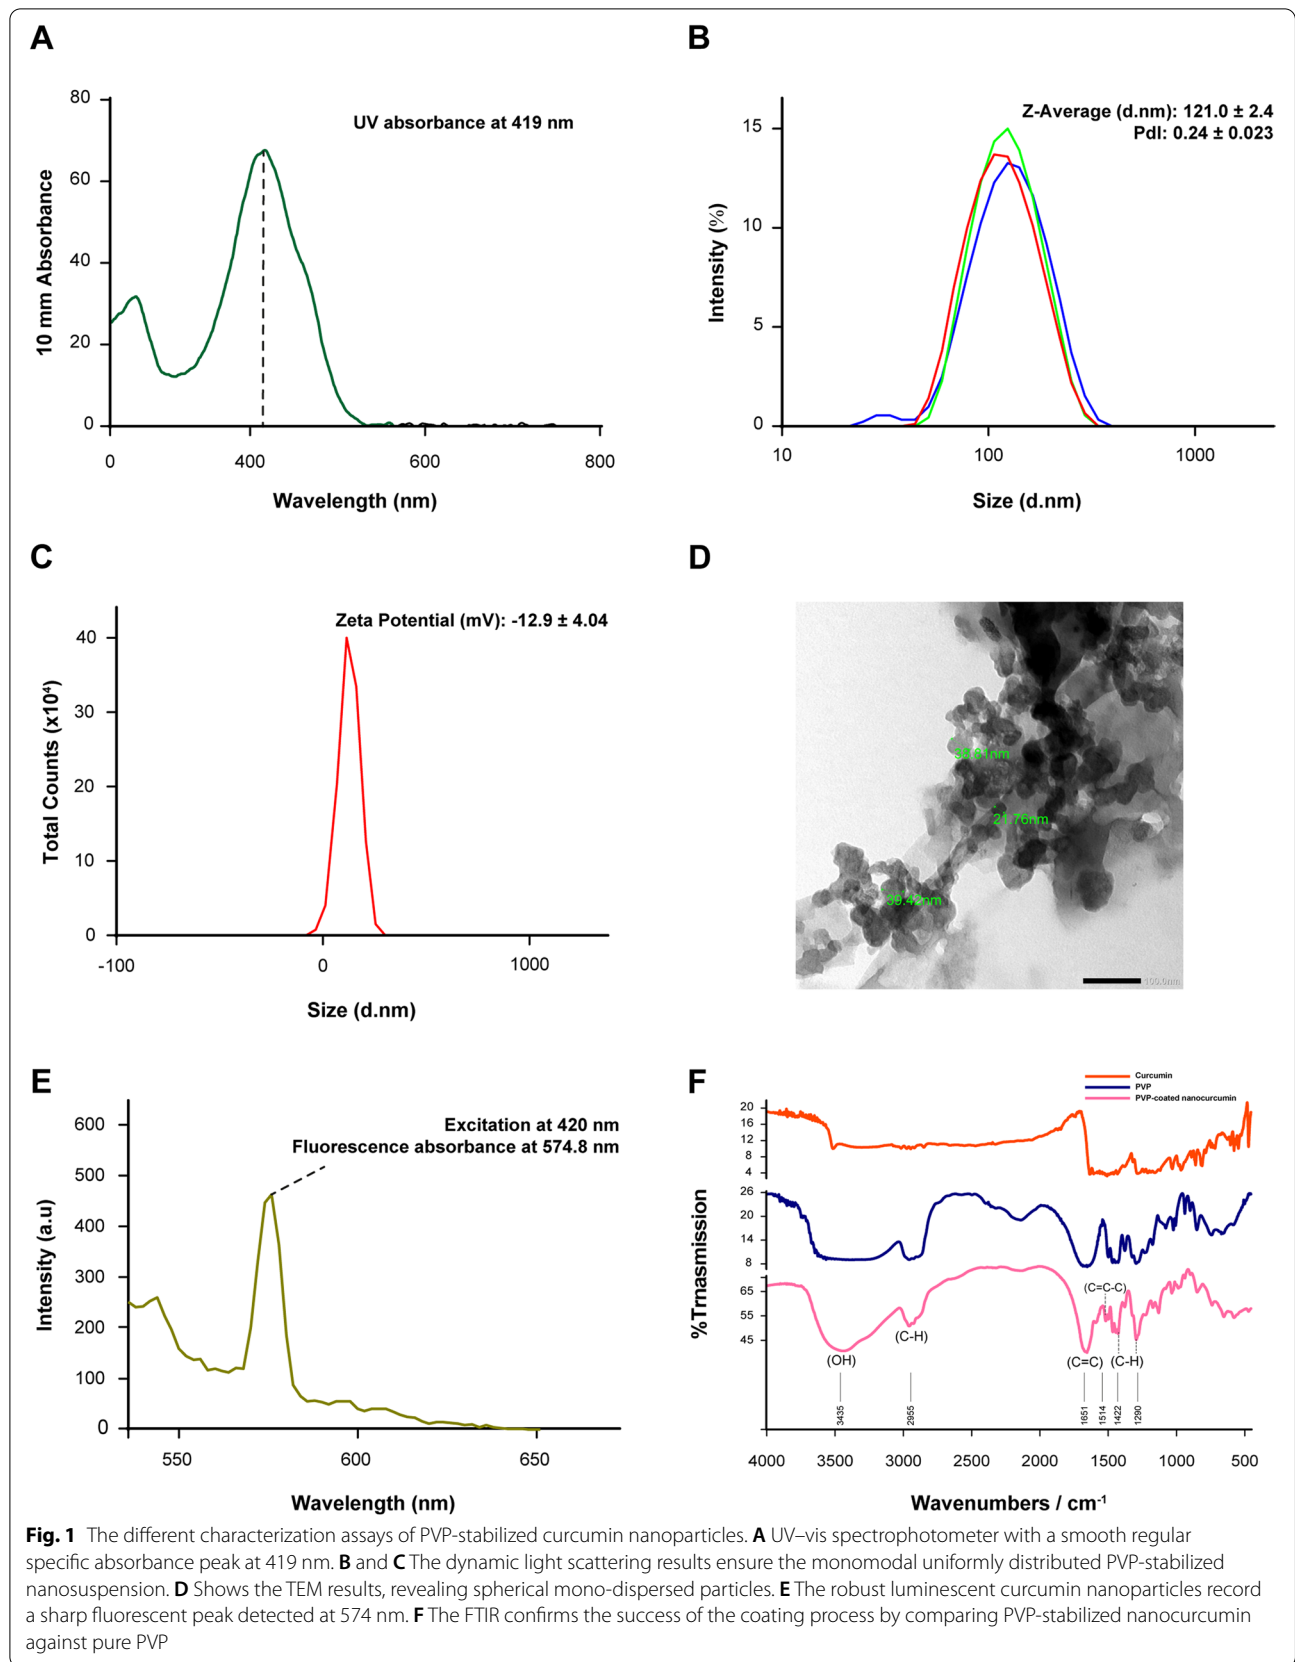 A
UV absorbance at 419 nm
10 mm Absorbance
80
60
40
20
0
0 400 600 800
Wavelength (nm)
B
Z-Average (d.nm): 121.0 ± 2.4
PdI: 0.24 ± 0.023
Intensity (%)
15
10
5
0
10 100 1000
Size (d.nm)
C
Zeta Potential (mV): -12.9 ± 4.04
Total Counts (x10⁴)
40
30
20
10
0
-100 0 1000
Size (d.nm)
D
21.76nm
39.42nm
100.0nm
E
Excitation at 420 nm
Fluorescence absorbance at 574.8 nm
Intensity (a.u)
600
500
400
300
200
100
0
550 600 650
Wavelength (nm)
F
Curcumin
PVP
PVP-coated nanocurcumin
%Trnasmission
20
16
12
8
4
26
20
14
8
65
55
45
(C=C-C)
(C-H)
(OH)
(C=C) (C-H)
3435 2955 1651 1514 1422 1290
4000 3500 3000 2500 2000 1500 1000 500
Wavenumbers / cm⁻¹
Fig. 1 The different characterization assays of PVP-stabilized curcumin nanoparticles. A UV–vis spectrophotometer with a smooth regular
specific absorbance peak at 419 nm. B and C The dynamic light scattering results ensure the monomodal uniformly distributed PVP-stabilized
nanosuspension. D Shows the TEM results, revealing spherical mono-dispersed particles. E The robust luminescent curcumin nanoparticles record
a sharp fluorescent peak detected at 574 nm. F The FTIR confirms the success of the coating process by comparing PVP-stabilized nanocurcumin
against pure PVP